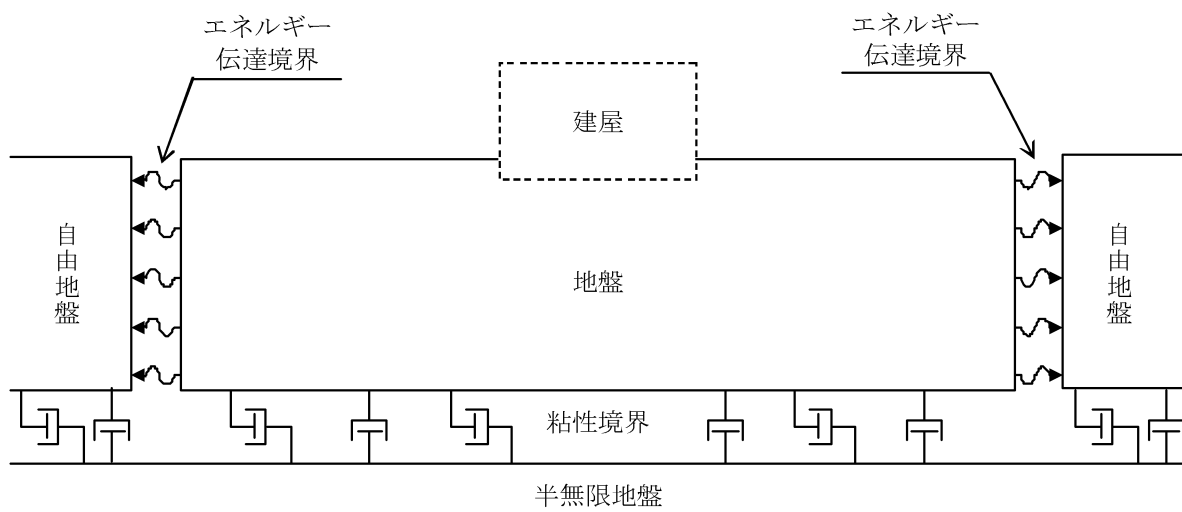 エネルギー
伝達境界
エネルギー
伝達境界
建屋
自由地盤
地盤
自由地盤
粘性境界
半無限地盤